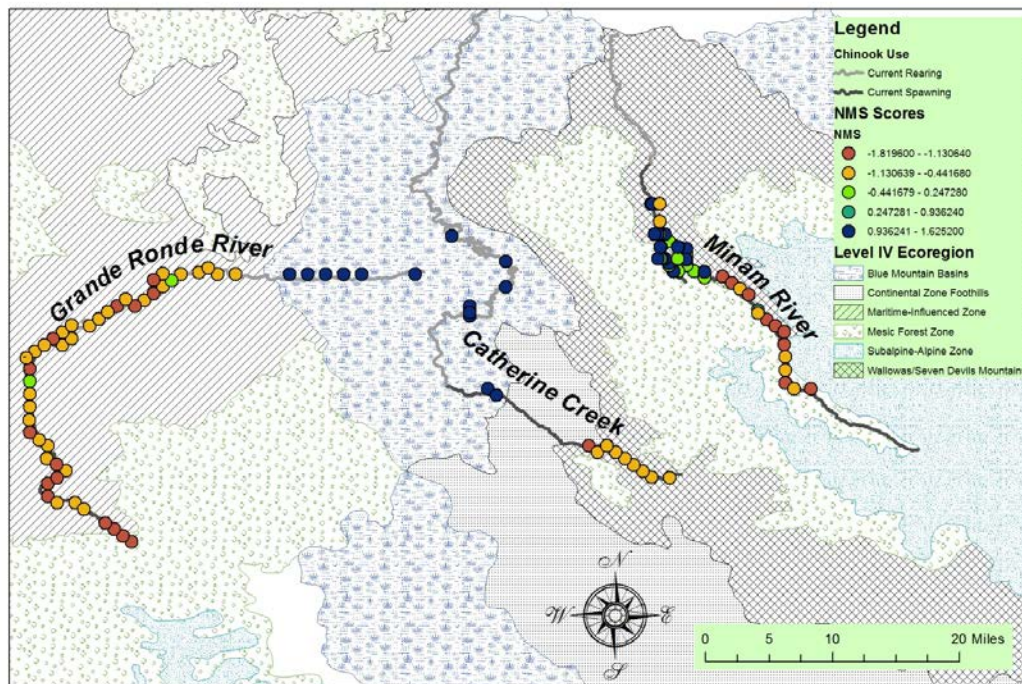 Legend
Chinook Use
Current Rearing
Current Spawning
NMS Scores
NMS
-1.819600 - -1.130640
-1.130639 - -0.441680
-0.441679 - 0.247280
0.247281 - 0.936240
0.936241 - 1.625200
Level IV Ecoregion
Blue Mountain Basins
Continental Zone Foothills
Maritime-Influenced Zone
Mesic Forest Zone
Subalpine-Alpine Zone
Wallowas/Seven Devils Mountain
Grande Ronde River
Minam River
Catherine Creek
N
W
E
S
0 5 10 20 Miles